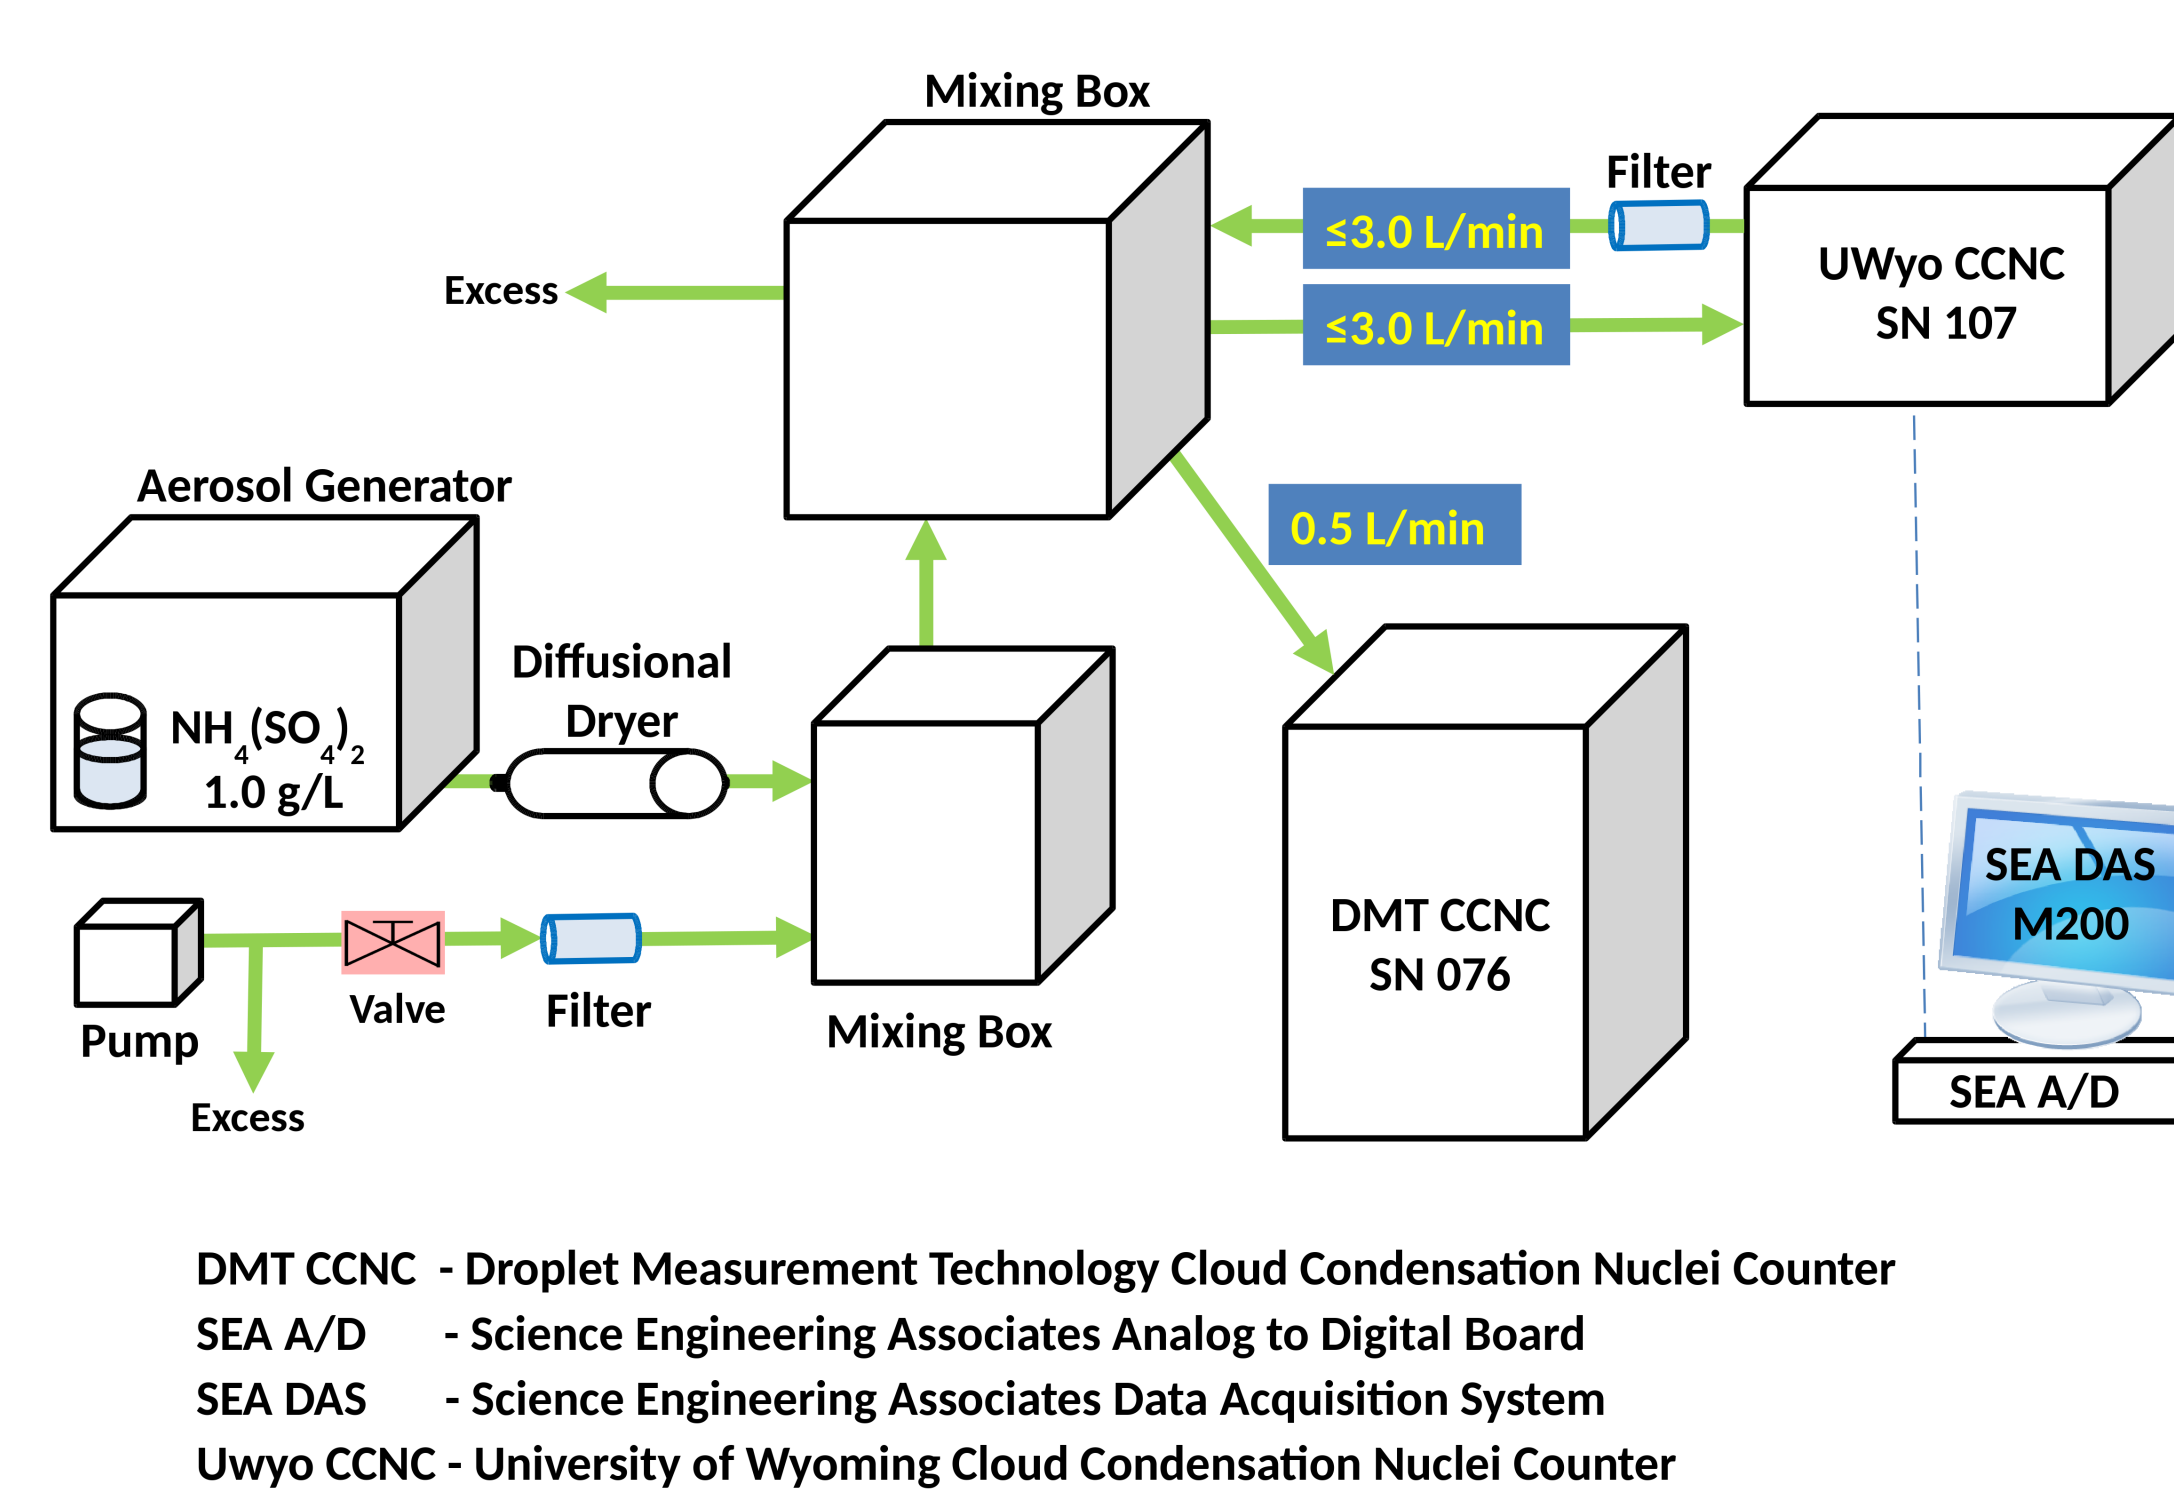 Mixing Box
Filter
≤3.0 L/min
UWyo CCNC
SN 107
Excess
≤3.0 L/min
Aerosol Generator
0.5 L/min
Diffusional
Dryer
NH4(SO4)2
1.0 g/L
SEA DAS
M200
DMT CCNC
SN 076
Valve
Filter
Mixing Box
Pump
SEA A/D
Excess
DMT CCNC - Droplet Measurement Technology Cloud Condensation Nuclei Counter
SEA A/D - Science Engineering Associates Analog to Digital Board
SEA DAS - Science Engineering Associates Data Acquisition System
Uwyo CCNC - University of Wyoming Cloud Condensation Nuclei Counter